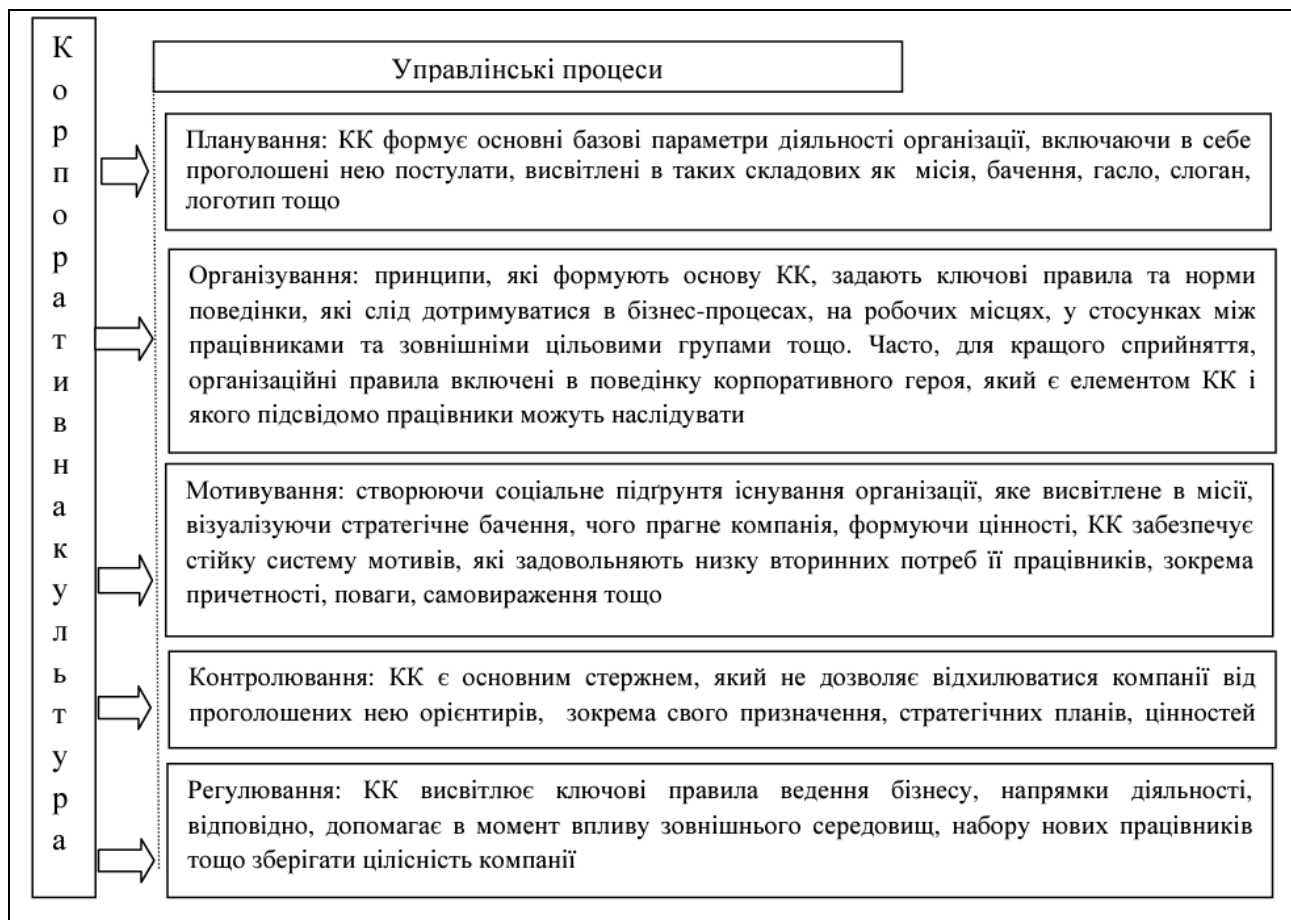 Корпоративна культура
Управлінські процеси
Планування: КК формує основні базові параметри діяльності організації, включаючи в себе
проголошені нею постулати, висвітлені в таких складових як місія, бачення, гасло, слоган,
логотип тощо
Організування: принципи, які формують основу КК, задають ключові правила та норми
поведінки, які слід дотримуватися в бізнес-процесах, на робочих місцях, у стосунках між
працівниками та зовнішніми цільовими групами тощо. Часто, для кращого сприйняття,
організаційні правила включені в поведінку корпоративного героя, який є елементом КК і
якого підсвідомо працівники можуть наслідувати
Мотивування: створюючи соціальне підґрунтя існування організації, яке висвітлене в місії,
візуалізуючи стратегічне бачення, чого прагне компанія, формуючи цінності, КК забезпечує
стійку систему мотивів, які задовольняють низку вторинних потреб її працівників, зокрема
причетності, поваги, самовираження тощо
Контролювання: КК є основним стержнем, який не дозволяє відхилюватися компанії від
проголошених нею орієнтирів, зокрема свого призначення, стратегічних планів, цінностей
Регулювання: КК висвітлює ключові правила ведення бізнесу, напрямки діяльності,
відповідно, допомагає в момент впливу зовнішнього середовищ, набору нових працівників
тощо зберігати цілісність компанії